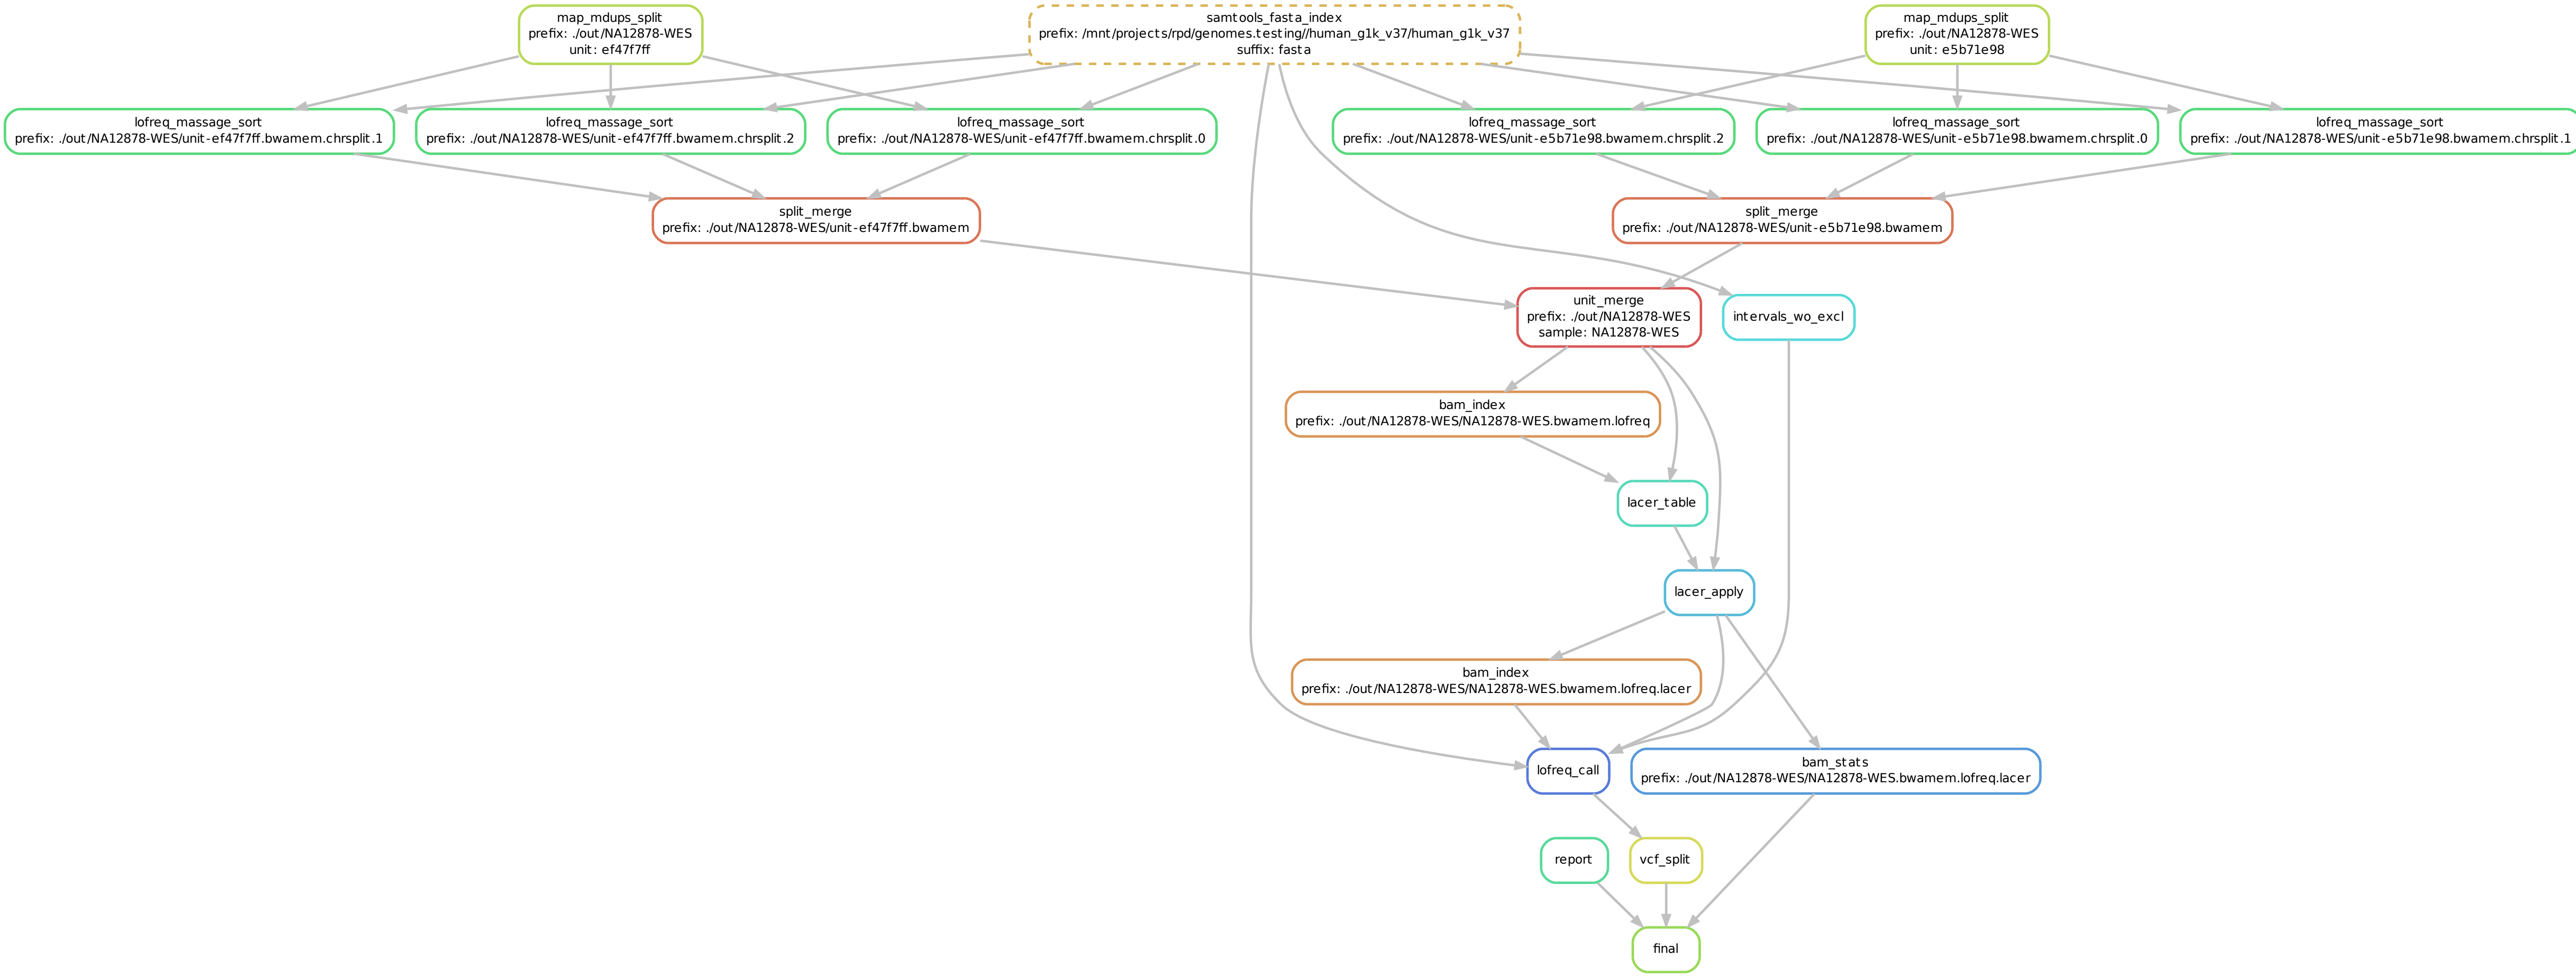 map_mdups_split
prefix: ./out/NA12878-WES
unit: ef47f7ff
samtools_fasta_index
prefix: /mnt/projects/rpd/genomes.testing//human_g1k_v37/human_g1k_v37
suffix: fasta
map_mdups_split
prefix: ./out/NA12878-WES
unit: e5b71e98
lofreq_massage_sort
prefix: ./out/NA12878-WES/unit-ef47f7ff.bwamem.chrsplit.1
lofreq_massage_sort
prefix: ./out/NA12878-WES/unit-ef47f7ff.bwamem.chrsplit.2
lofreq_massage_sort
prefix: ./out/NA12878-WES/unit-ef47f7ff.bwamem.chrsplit.0
lofreq_massage_sort
prefix: ./out/NA12878-WES/unit-e5b71e98.bwamem.chrsplit.2
lofreq_massage_sort
prefix: ./out/NA12878-WES/unit-e5b71e98.bwamem.chrsplit.0
lofreq_massage_sort
prefix: ./out/NA12878-WES/unit-e5b71e98.bwamem.chrsplit.1
split_merge
prefix: ./out/NA12878-WES/unit-ef47f7ff.bwamem
split_merge
prefix: ./out/NA12878-WES/unit-e5b71e98.bwamem
unit_merge
prefix: ./out/NA12878-WES
sample: NA12878-WES
intervals_wo_excl
bam_index
prefix: ./out/NA12878-WES/NA12878-WES.bwamem.lofreq
lacer_table
lacer_apply
bam_index
prefix: ./out/NA12878-WES/NA12878-WES.bwamem.lofreq.lacer
lofreq_call
bam_stats
prefix: ./out/NA12878-WES/NA12878-WES.bwamem.lofreq.lacer
report
vcf_split
final